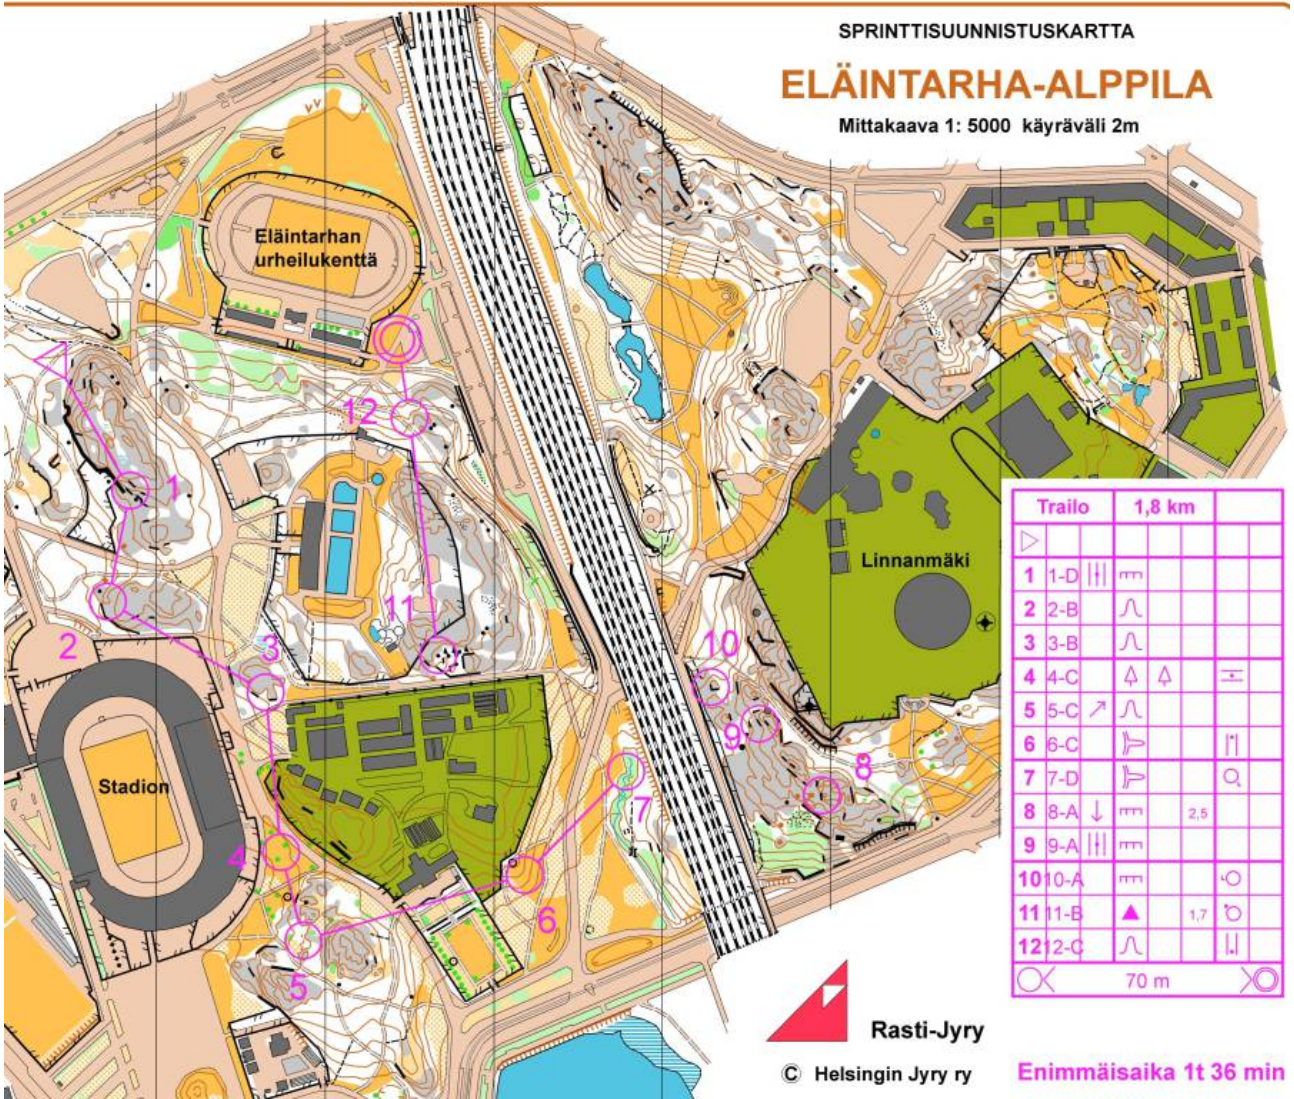 SPRINTTISUUNNISTUSKARTTA
ELÄINTARHA-ALPPILA
Mittakaava 1: 5000 käyräväli 2m
Eläintarhan
urheilukenttä
12
1
Linnanmäki
11
2
3
10
9
8
Stadion
7
4
6
5
Trailo 1,8 km
1 1-D
2 2-B
3 3-B
4 4-C
5 5-C
6 6-C
7 7-D
8 8-A 2,5
9 9-A
10 10-A
11 11-B 1,7
12 12-C
70 m
Rasti-Jyry
© Helsingin Jyry ry
Enimmäisaika 1t 36 min